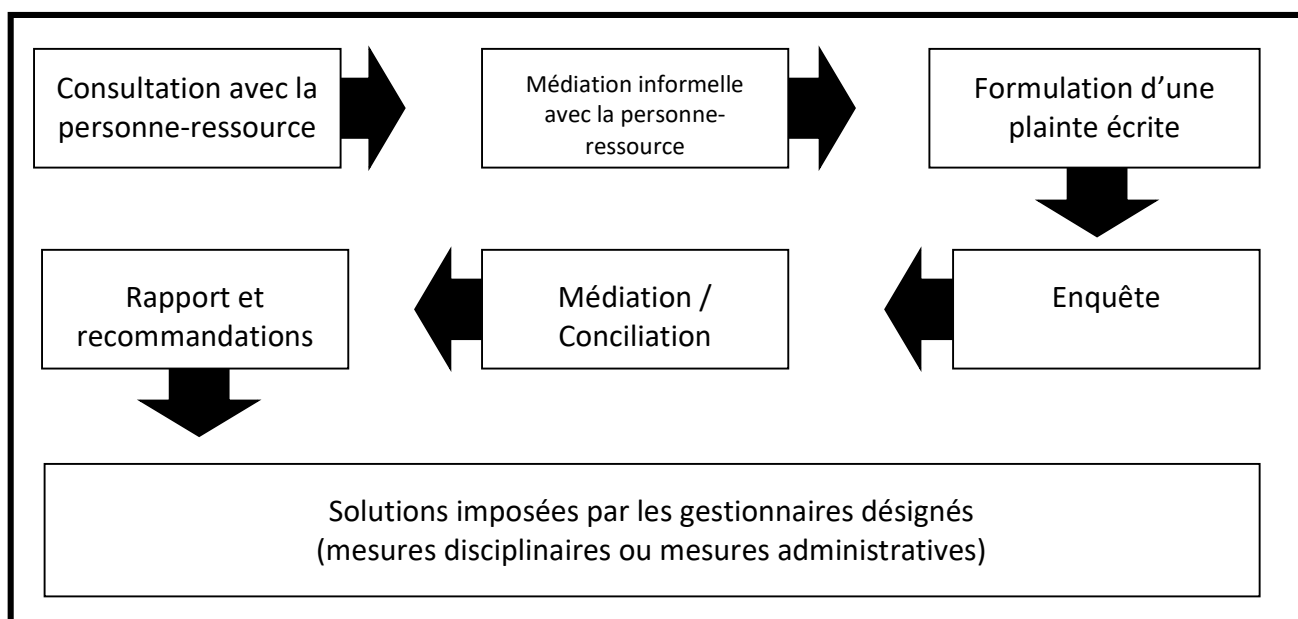 Consultation avec la
personne-ressource
Médiation informelle
avec la personne-
ressource
Formulation d’une
plainte écrite
Enquête
Médiation /
Conciliation
Rapport et
recommandations
Solutions imposées par les gestionnaires désignés
(mesures disciplinaires ou mesures administratives)